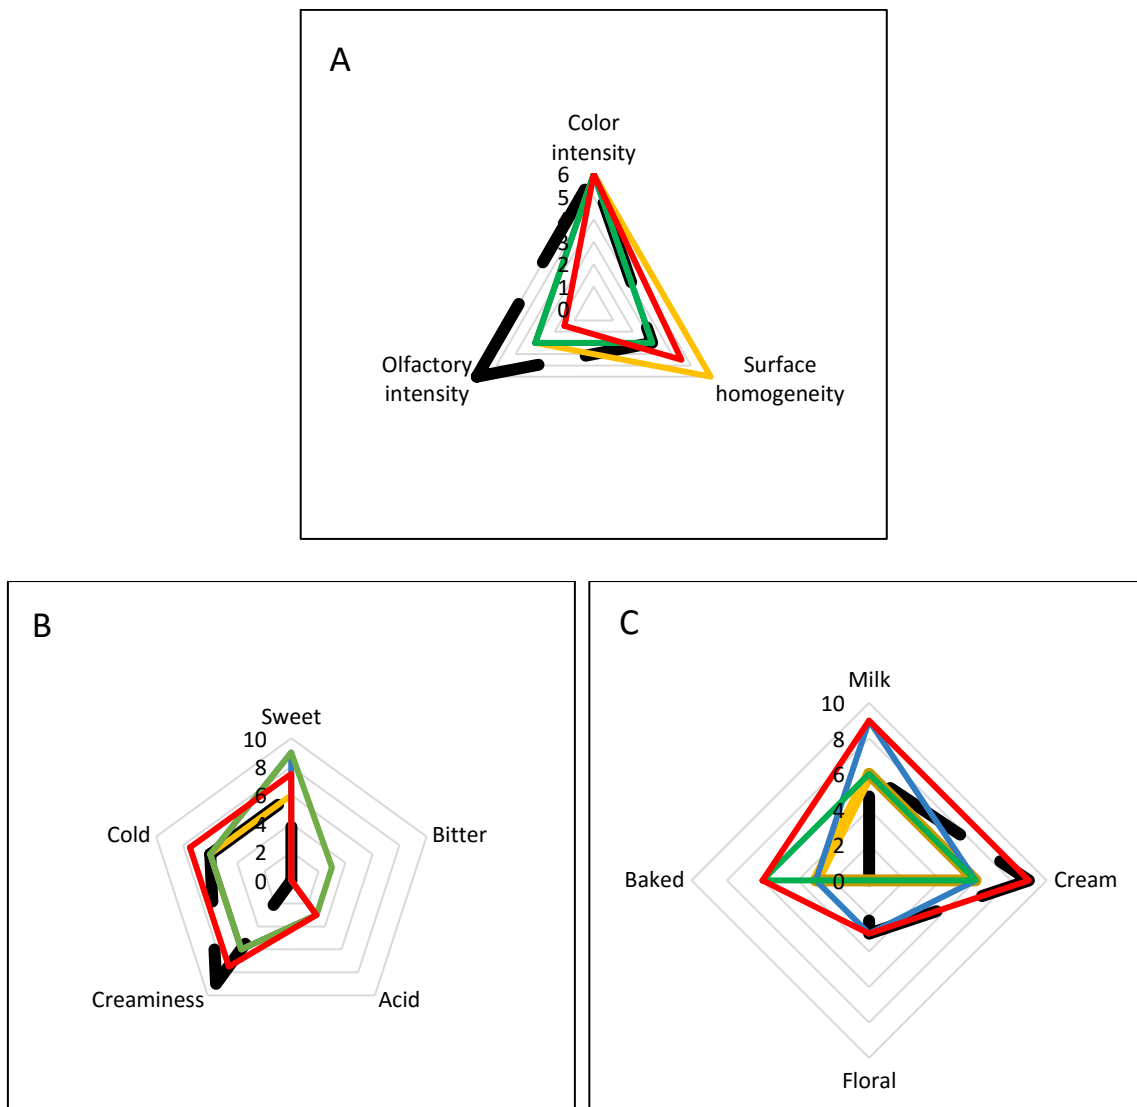 A
Color
intensity
6
5
3
2
1
0
Olfactory
intensity
Surface
homogeneity
B
Sweet
10
8
6
4
2
0
Cold
Bitter
Creaminess
Acid
C
Milk
10
8
6
4
2
0
Baked
Cream
Floral